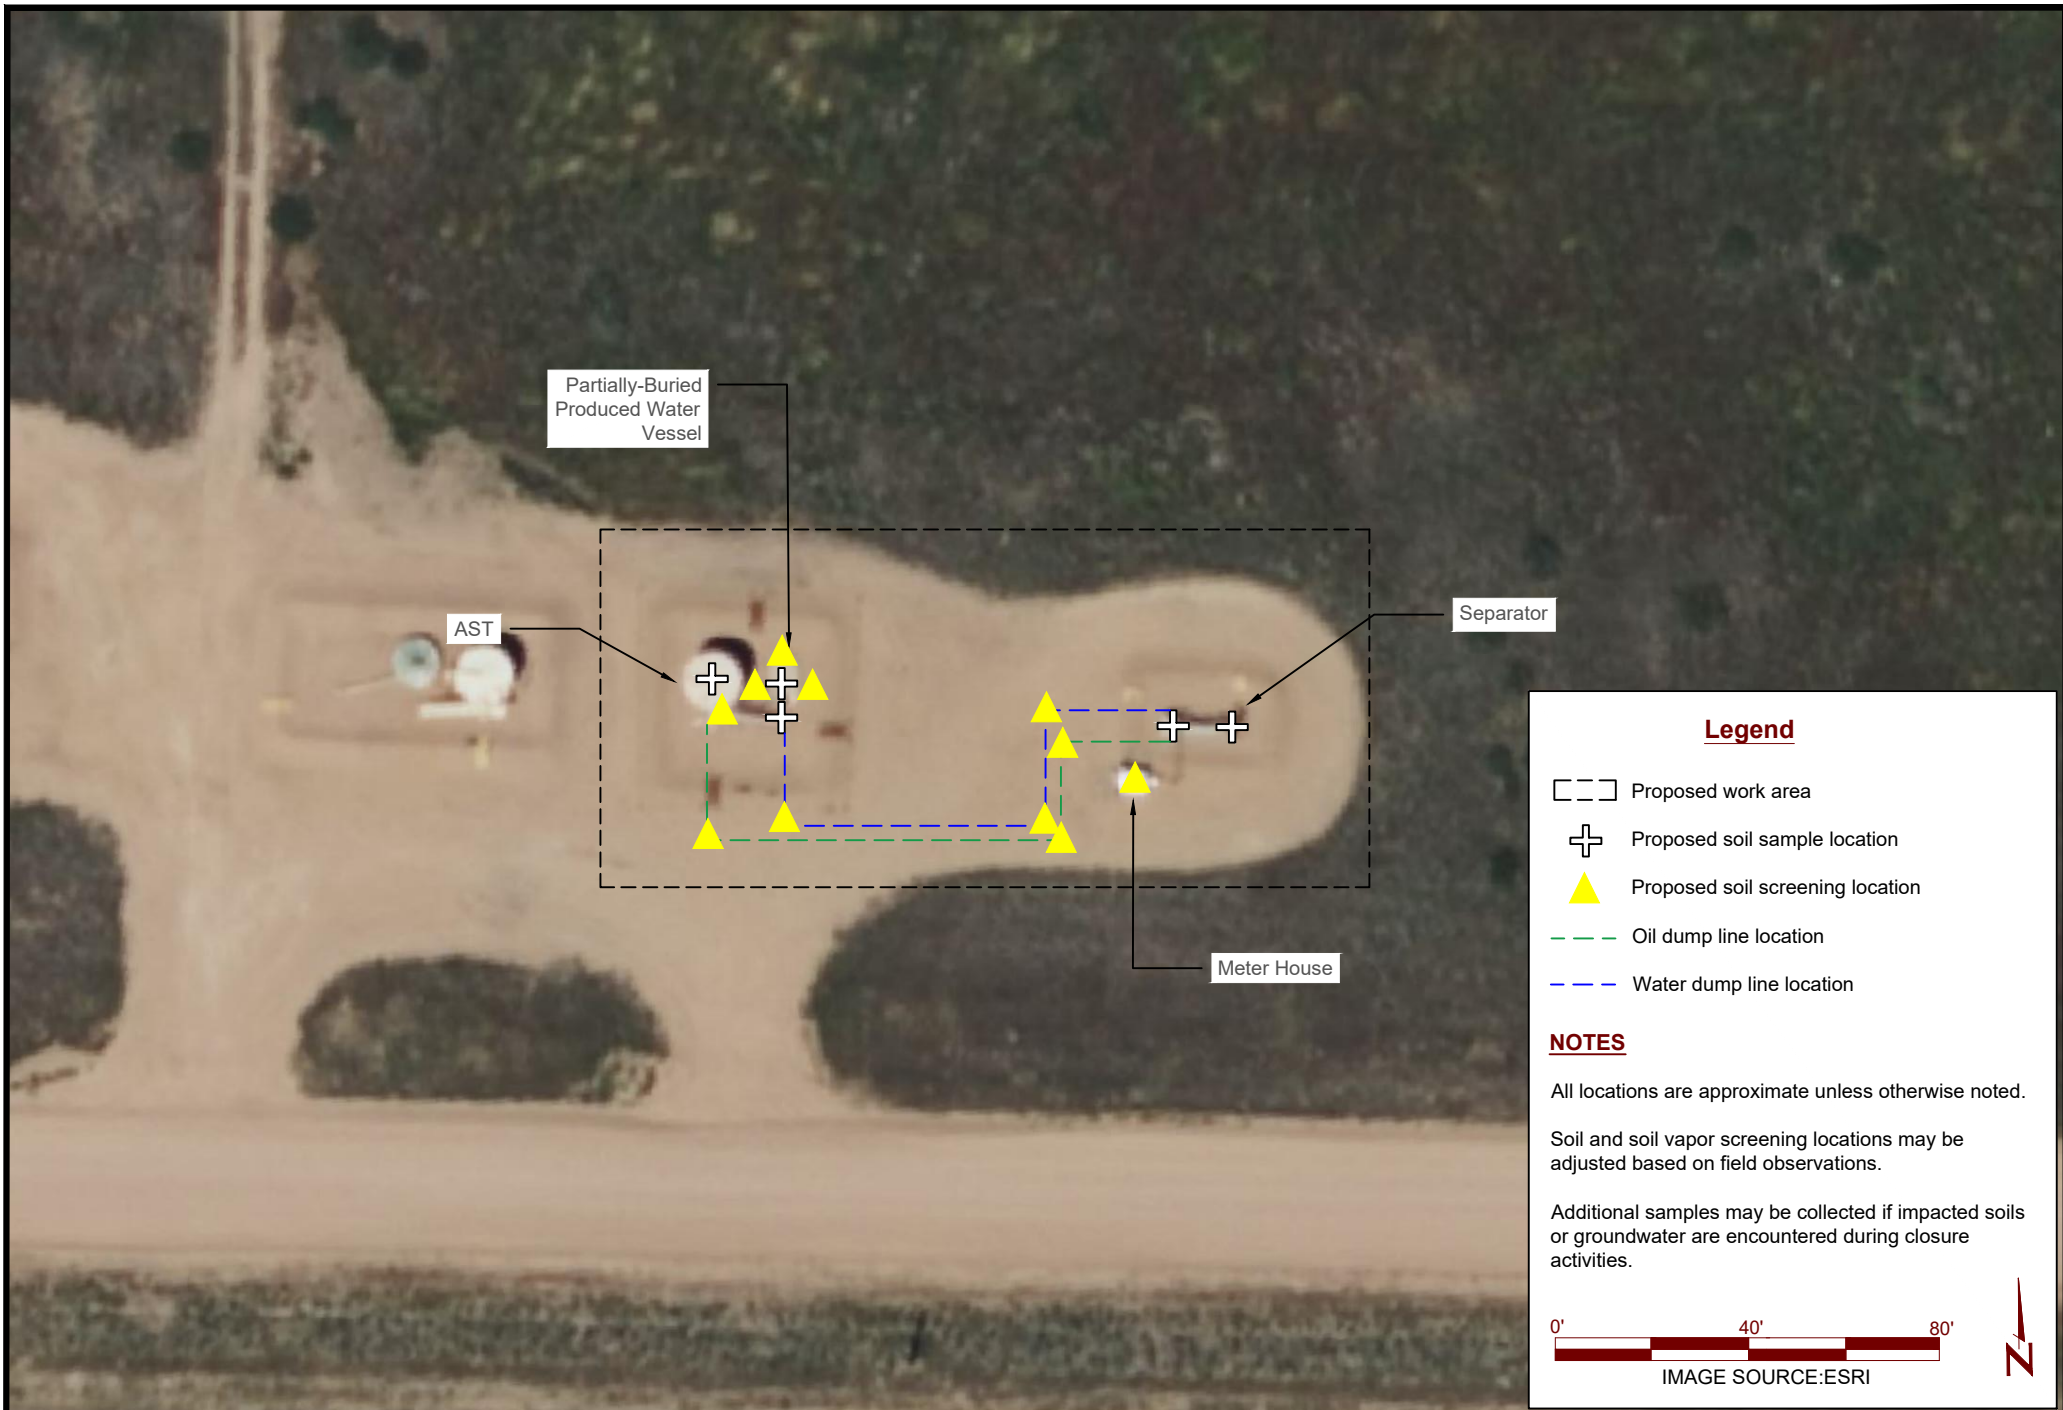 Partially-Buried
Produced Water
Vessel
AST
Separator
Meter House
Legend
Proposed work area
Proposed soil sample location
Proposed soil screening location
Oil dump line location
Water dump line location
NOTES
All locations are approximate unless otherwise noted.
Soil and soil vapor screening locations may be
adjusted based on field observations.
Additional samples may be collected if impacted soils
or groundwater are encountered during closure
activities.
0' 40' 80'
IMAGE SOURCE:ESRI
N